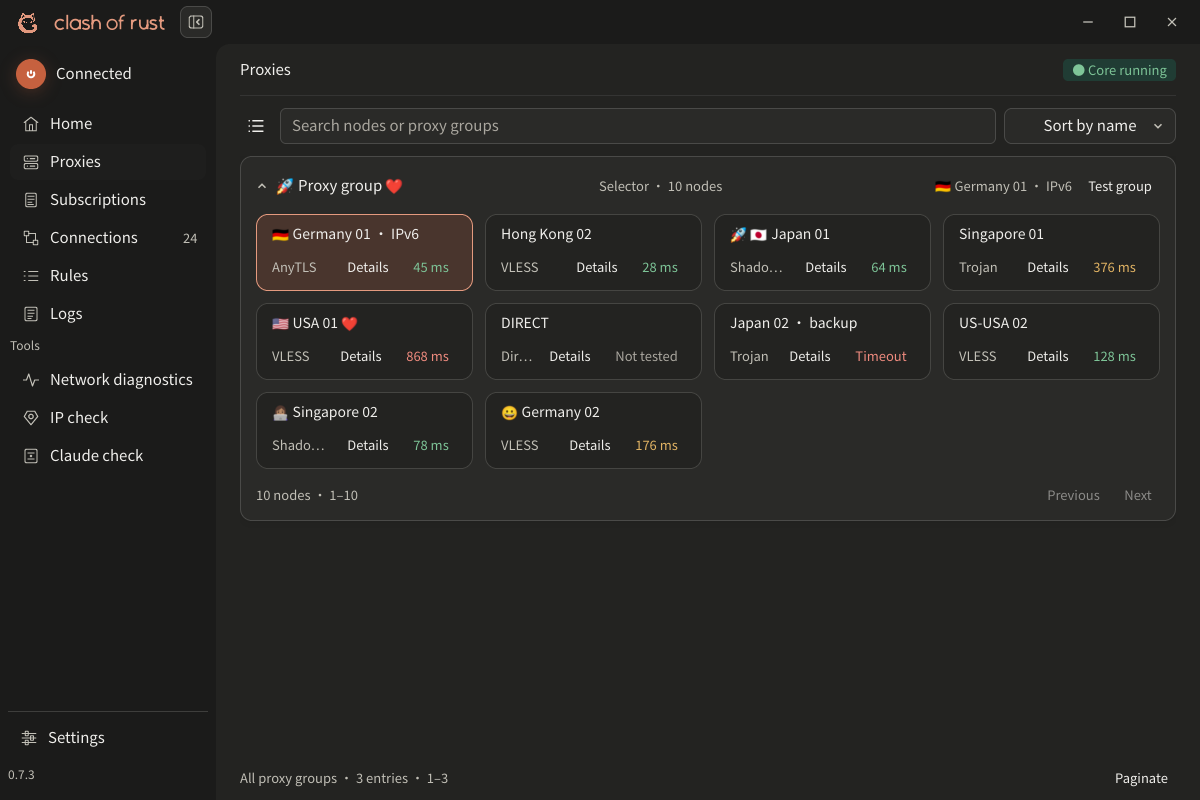 clash of rust
Connected
Home
Proxies
Subscriptions
Connections 24
Rules
Logs
Tools
Network diagnostics
IP check
Claude check
Settings
0.7.3
Proxies
Core running
Search nodes or proxy groups
Sort by name
🚀 Proxy group ❤️
Selector • 10 nodes
🇩🇪 Germany 01 • IPv6
Test group
🇩🇪 Germany 01 • IPv6
AnyTLS Details 45 ms
Hong Kong 02
VLESS Details 28 ms
🚀🇯🇵 Japan 01
Shado… Details 64 ms
Singapore 01
Trojan Details 376 ms
🇺🇸 USA 01 ❤️
VLESS Details 868 ms
DIRECT
Dir… Details Not tested
Japan 02 • backup
Trojan Details Timeout
US-USA 02
VLESS Details 128 ms
Singapore 02
Shado… Details 78 ms
😀 Germany 02
VLESS Details 176 ms
10 nodes • 1–10
Previous Next
All proxy groups • 3 entries • 1–3
Paginate